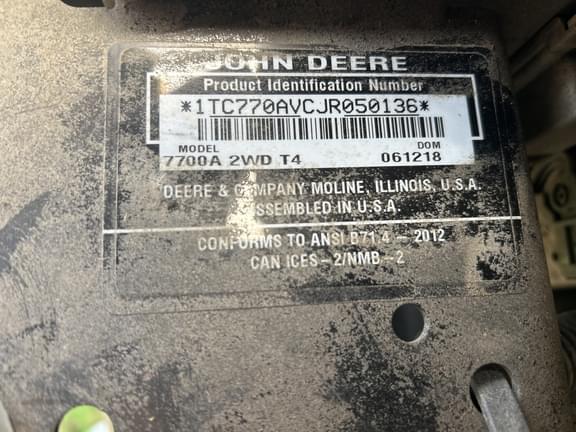 JOHN DEERE
Product Identification Number
*1TC770AVCJR050136*
MODEL DOM
7700A 2WD T4 061218
DEERE & COMPANY MOLINE, ILLINOIS, U.S.A.
ASSEMBLED IN U.S.A.
CONFORMS TO ANSI B71.4 - 2012
CAN ICES-2/NMB-2